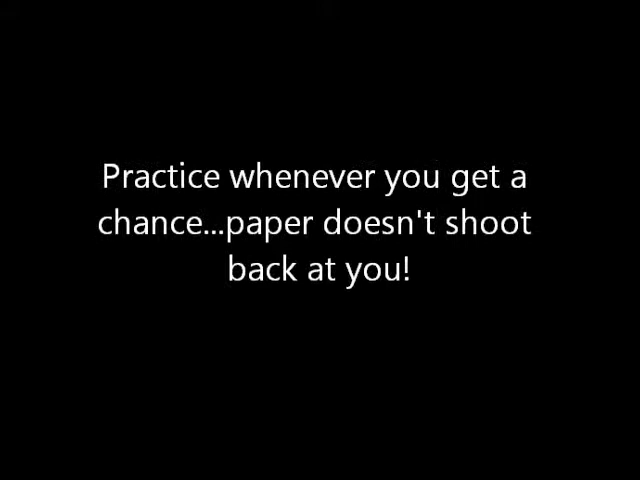 Practice whenever you get a
chance...paper doesn't shoot
back at you!